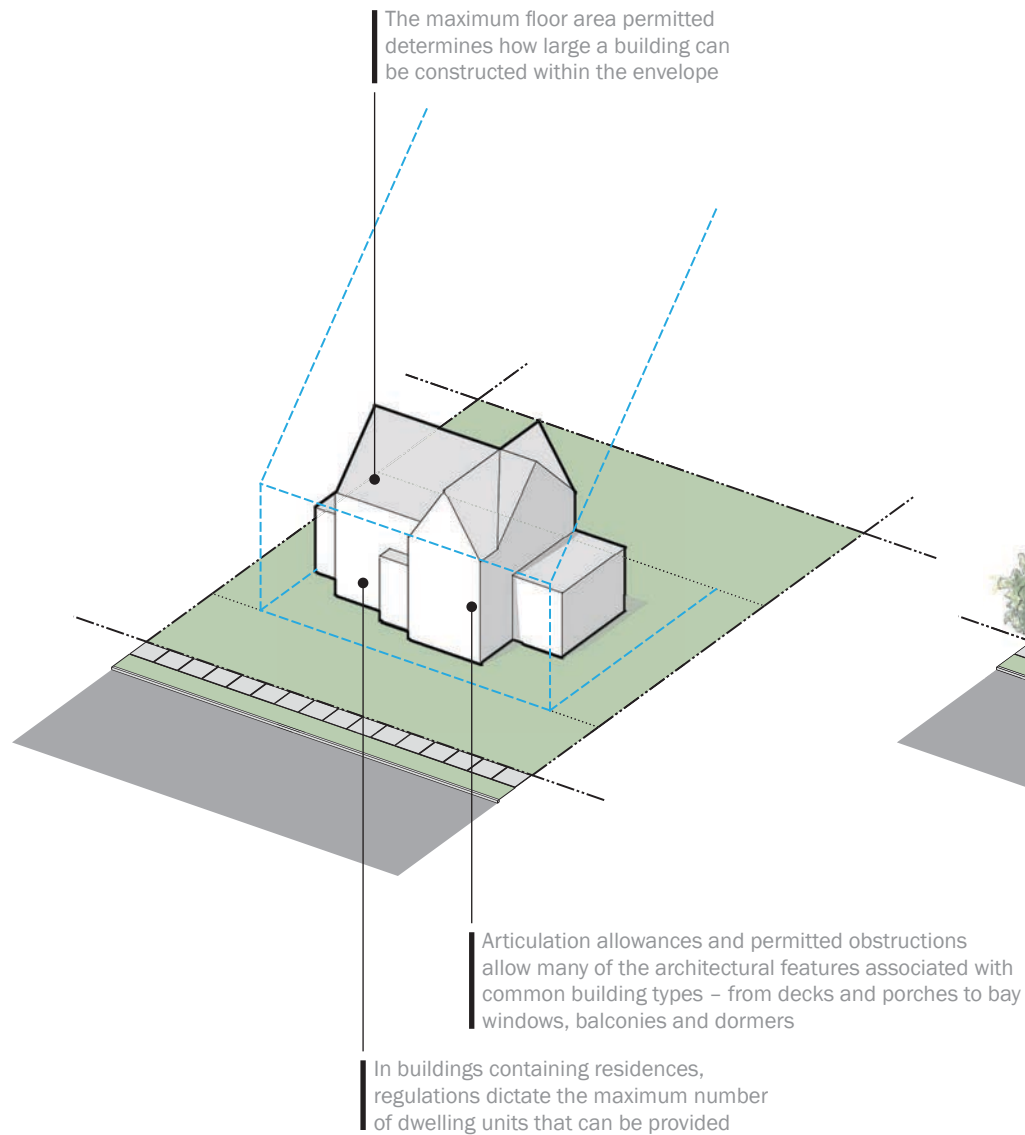 The maximum floor area permitted
determines how large a building can
be constructed within the envelope
Articulation allowances and permitted obstructions
allow many of the architectural features associated with
common building types – from decks and porches to bay
windows, balconies and dormers
In buildings containing residences,
regulations dictate the maximum number
of dwelling units that can be provided